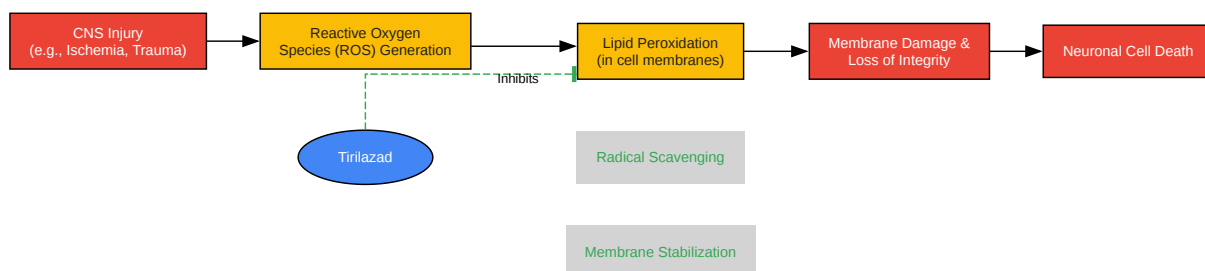 CNS Injury
(e.g., Ischemia, Trauma)
Reactive Oxygen
Species (ROS) Generation
Lipid Peroxidation
(in cell membranes)
Membrane Damage &
Loss of Integrity
Neuronal Cell Death
Inhibits
Tirilazad
Radical Scavenging
Membrane Stabilization